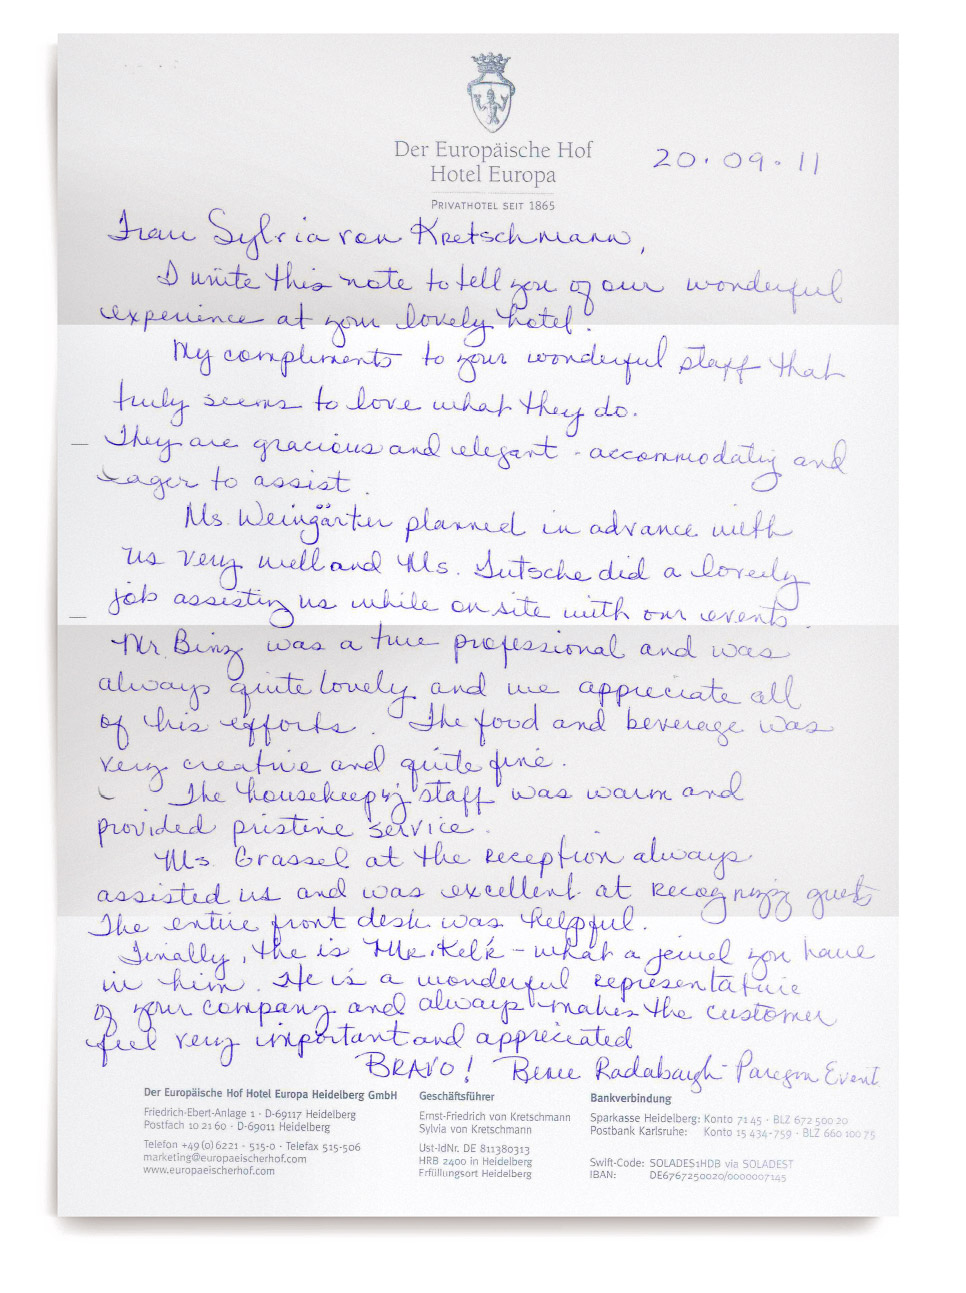 Der Europäische Hof
Hotel Europa
PRIVATHOTEL SEIT 1865
20.09.11
Frau Sylvia von Kretschmann,
I write this note to tell you of our wonderful
experience at your lovely hotel.
My compliments to your wonderful staff that
truly seems to love what they do.
They are gracious and elegant - accommodating and
eager to assist.
Ms. Weingärtner planned in advance with
us very well and Ms. did a lovely
job assisting us while on site with our events.
Mr. Binz was a true professional and was
always quite lovely and we appreciate all
of his efforts. The food and beverage was
very creative and quite fine.
The housekeeping staff was warm and
provided pristine service.
Ms. Grassel at the reception always
assisted us and was excellent at recognizing guests
The entire front desk was helpful.
Finally, the is Mr. - what a jewel you have
in him. He is a wonderful representative
of your company and always makes the customer
feel very important and appreciated
BRAVO! Radabaugh - Paragon Event
Der Europäische Hof Hotel Europa Heidelberg GmbH
Friedrich-Ebert-Anlage 1 · D-69117 Heidelberg
Postfach 10 21 60 · D-69011 Heidelberg
Telefon +49 (0) 6221 - 515-0 · Telefax 515-506
marketing@europaeischerhof.com
www.europaeischerhof.com
Geschäftsführer
Ernst-Friedrich von Kretschmann
Sylvia von Kretschmann
Ust-IdNr. DE 811380313
HRB 2400 in Heidelberg
Erfüllungsort Heidelberg
Bankverbindung
Sparkasse Heidelberg: Konto 71 45 · BLZ 672 500 20
Postbank Karlsruhe: Konto 15 434-759 · BLZ 660 100 75
Swift-Code: SOLADES1HDB via SOLADEST
IBAN: DE6767250020/0000007145